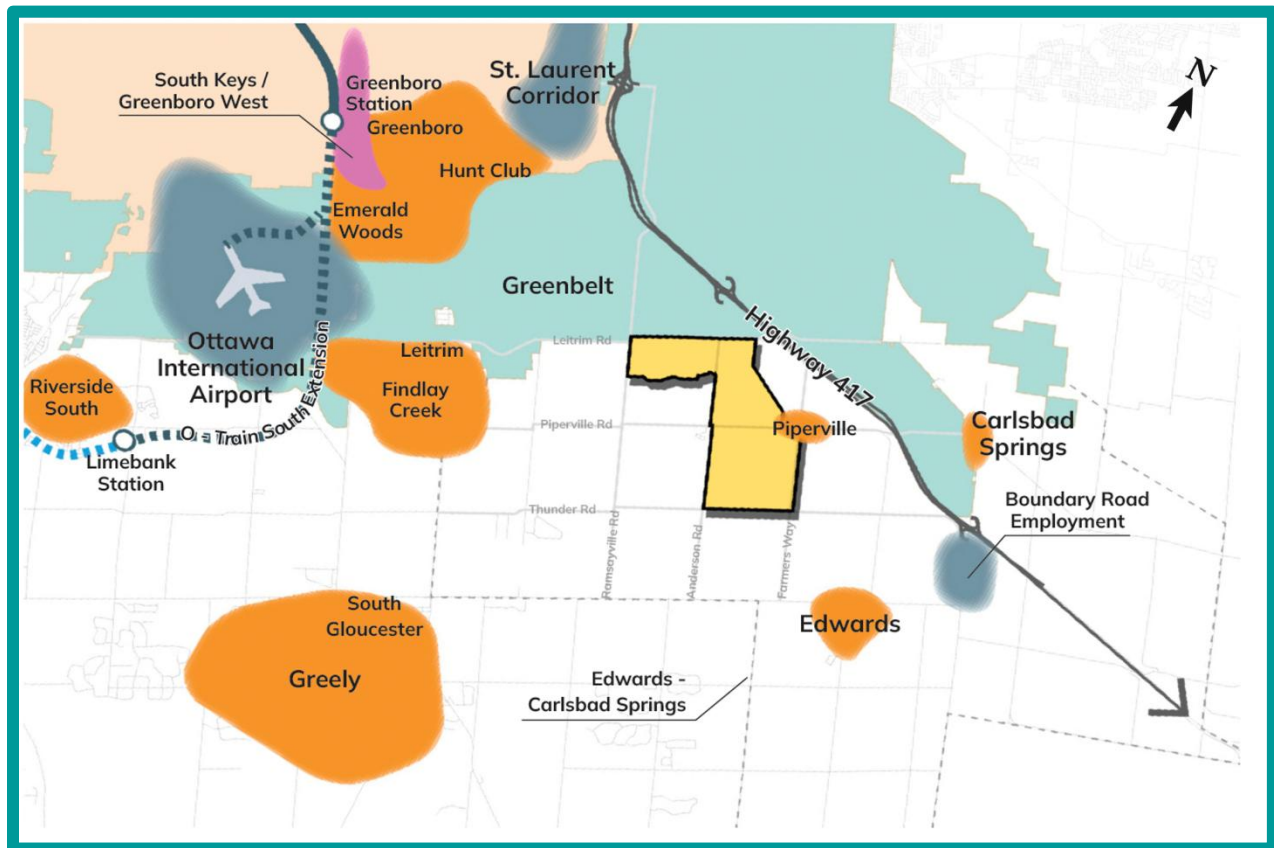 N
South Keys /
Greenboro West
Greenboro
Station
Greenboro
St. Laurent
Corridor
Hunt Club
Emerald
Woods
Greenbelt
Highway 417
Ottawa
International
Airport
Leitrim
Findlay
Creek
Leitrim Rd
Riverside
South
O - Train South Extension
Limebank
Station
Piperville Rd
Piperville
Carlsbad
Springs
Thunder Rd
Ramsayville Rd
Anderson Rd
Farmers Way
Boundary Road
Employment
South
Gloucester
Greely
Edwards
Edwards -
Carlsbad Springs